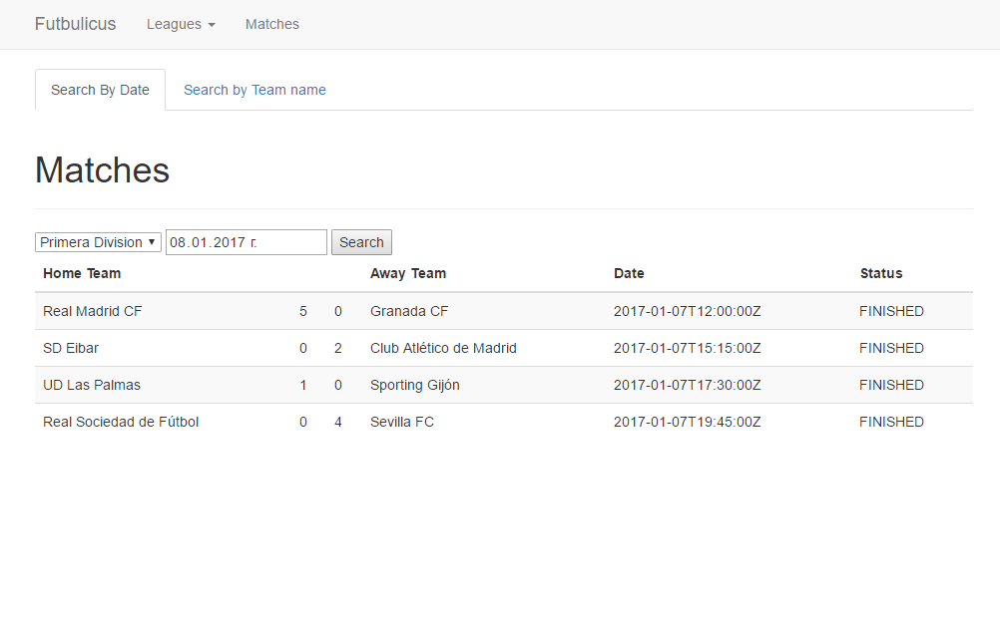 Futbulicus Leagues Matches
Search By Date Search by Team name
Matches
Primera Division 08.01.2017 г. Search
Home Team Away Team Date Status
Real Madrid CF 5 0 Granada CF 2017-01-07T12:00:00Z FINISHED
SD Eibar 0 2 Club Atlético de Madrid 2017-01-07T15:15:00Z FINISHED
UD Las Palmas 1 0 Sporting Gijón 2017-01-07T17:30:00Z FINISHED
Real Sociedad de Fútbol 0 4 Sevilla FC 2017-01-07T19:45:00Z FINISHED